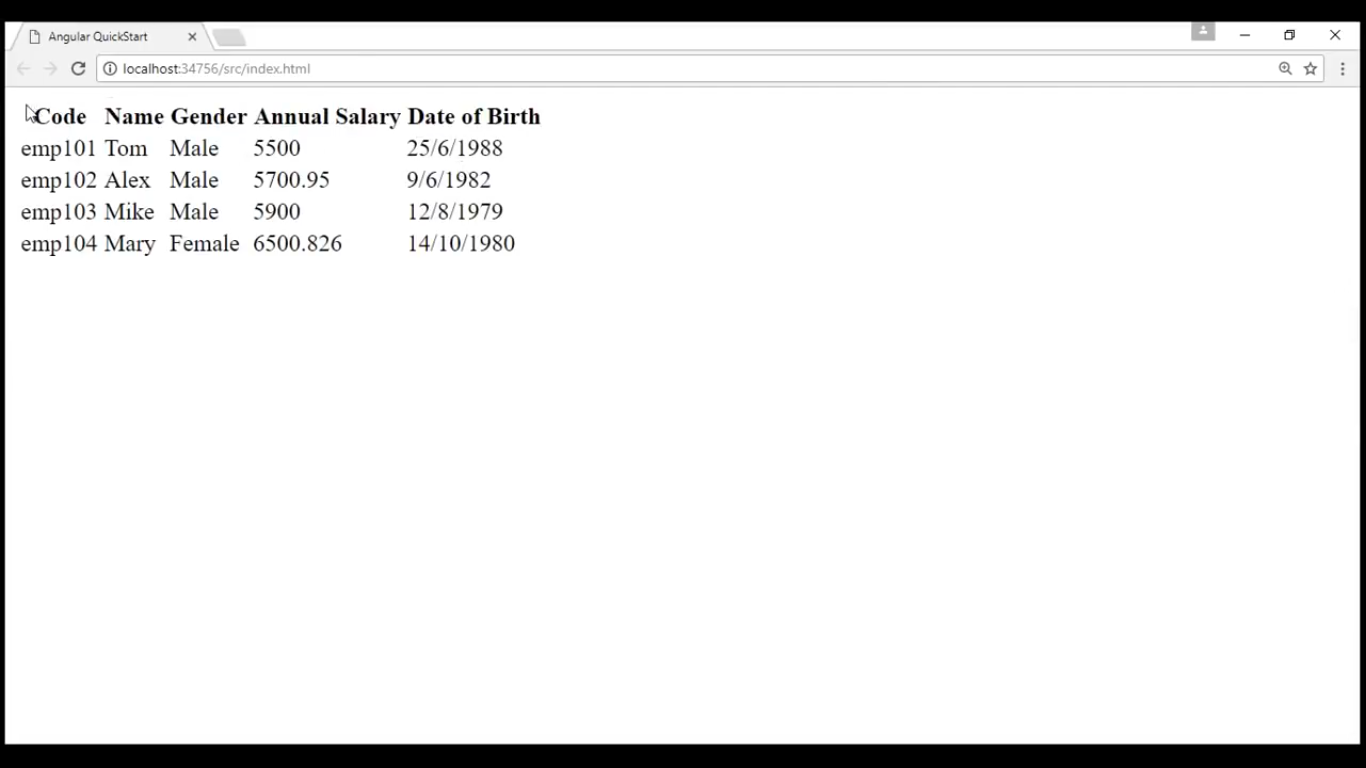 Angular QuickStart
localhost:34756/src/index.html
Code Name Gender Annual Salary Date of Birth
emp101 Tom Male 5500 25/6/1988
emp102 Alex Male 5700.95 9/6/1982
emp103 Mike Male 5900 12/8/1979
emp104 Mary Female 6500.826 14/10/1980